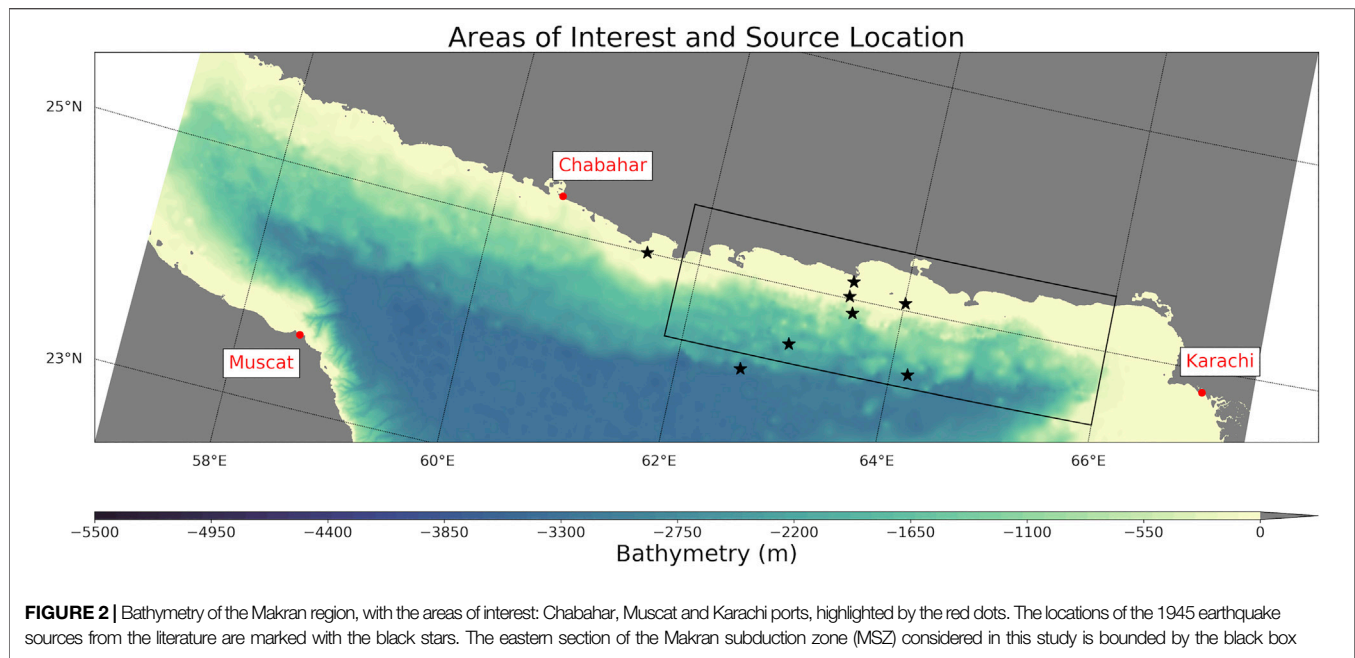 Areas of Interest and Source Location
25°N
Chabahar
23°N
Muscat
Karachi
58°E 60°E 62°E 64°E 66°E
−5500 −4950 −4400 −3850 −3300 −2750 −2200 −1650 −1100 −550 0
Bathymetry (m)
FIGURE 2 | Bathymetry of the Makran region, with the areas of interest: Chabahar, Muscat and Karachi ports, highlighted by the red dots. The locations of the 1945 earthquake
sources from the literature are marked with the black stars. The eastern section of the Makran subduction zone (MSZ) considered in this study is bounded by the black box